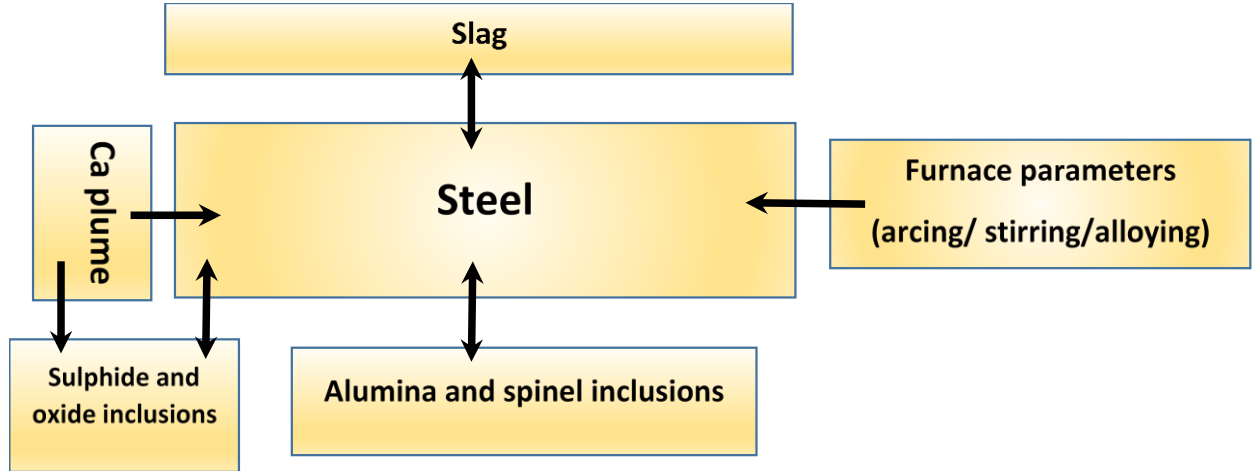 Slag
Ca plume
Steel
Furnace parameters
(arcing/ stirring/alloying)
Sulphide and
oxide inclusions
Alumina and spinel inclusions